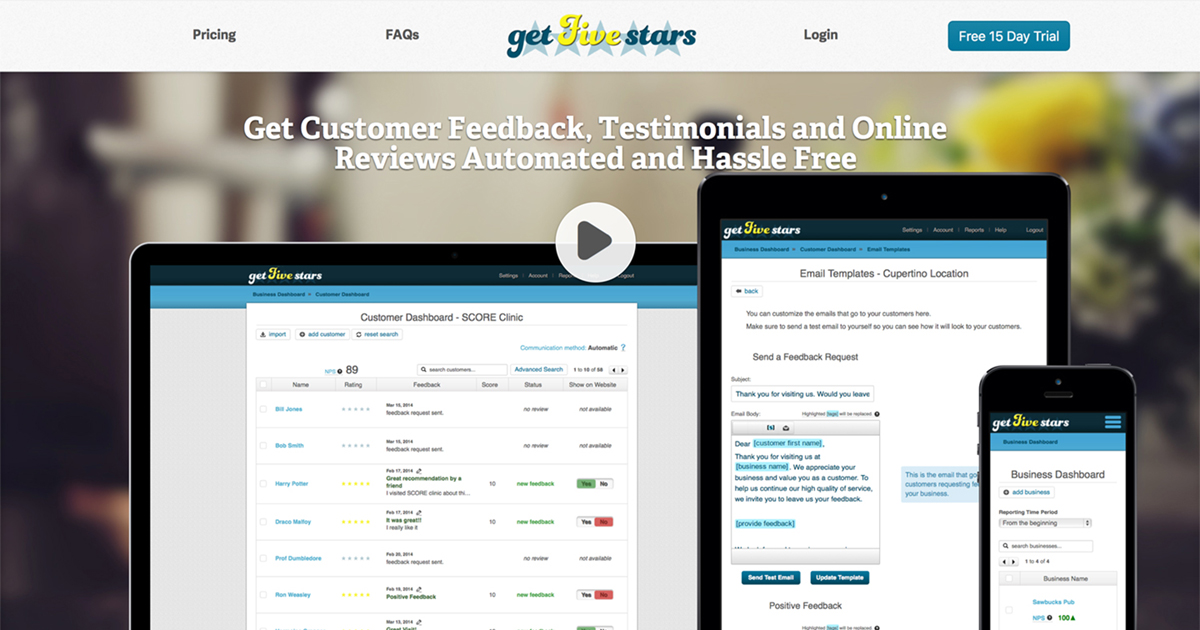 Pricing
FAQs
get Five stars
Login
Free 15 Day Trial
Get Customer Feedback, Testimonials and Online
Reviews Automated and Hassle Free
get Five stars
Settings
Account
Business Dashboard
Customer Dashboard
Customer Dashboard - SCORE Clinic
import
add customer
reset search
Communication method: Automatic ?
NPS 89
search customers...
Advanced Search
1 to 10 of 58
Name Rating Feedback Score Status Show on Website
Bill Jones
Mar 15, 2014
feedback request sent.
no review
not available
Bob Smith
Mar 15, 2014
feedback request sent.
no review
not available
Harry Potter
Feb 17, 2014
Great recommendation by a
friend
I visited SCORE clinic about thi...
10
new feedback
Yes No
Draco Malfoy
Feb 17, 2014
It was great!!
I really like it
10
new feedback
Yes No
Prof Dumbledore
Feb 20, 2014
feedback request sent.
no review
not available
Ron Weasley
Feb 19, 2014
Positive Feedback
10
new feedback
Yes No
Mar 13, 2014
get Five stars
Settings Account Reports Help Logout
Business Dashboard
Customer Dashboard
Email Templates
Email Templates - Cupertino Location
back
You can customize the emails that go to your customers here.
Make sure to send a test email to yourself so you can see how it will look to your customers.
Send a Feedback Request
Subject:
Thank you for visiting us. Would you leave
Email Body:
Highlighted [tags] will be replaced
Dear [customer first name],
Thank you for visiting us at
[business name]. We appreciate your
business and value you as a customer. To
help us continue our high quality of service,
we invite you to leave us your feedback.
[provide feedback]
This is the email that go
customers requesting fe
your business.
Send Test Email
Update Template
Positive Feedback
Highlighted [tags] will be replaced
get Five stars
Business Dashboard
Business Dashboard
add business
Reporting Time Period
From the beginning
search businesses...
1 to 4 of 4
Business Name
Sawbucks Pub
NPS 100